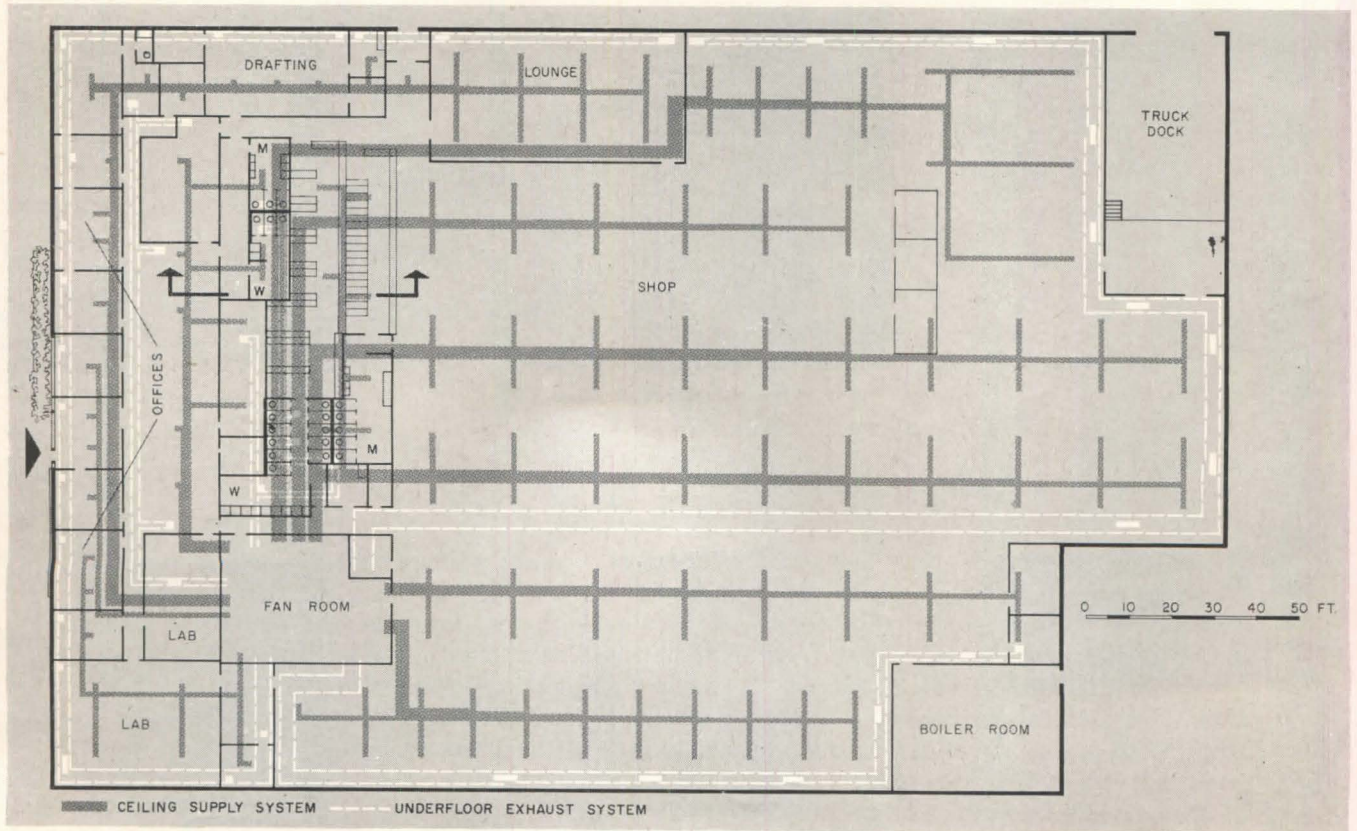 DRAFTING
LOUNGE
TRUCK
DOCK
M
W
SHOP
OFFICES
M
W
FAN ROOM
LAB
0 10 20 30 40 50 FT.
LAB
BOILER ROOM
CEILING SUPPLY SYSTEM
UNDERFLOOR EXHAUST SYSTEM